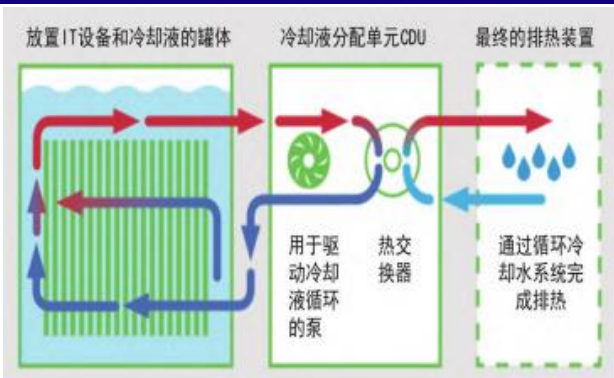 放置IT设备和冷却液的罐体
冷却液分配单元CDU
最终的排热装置
用于驱
动冷却
液循环
的泵
热交
换器
通过循环冷
却水系统完
成排热